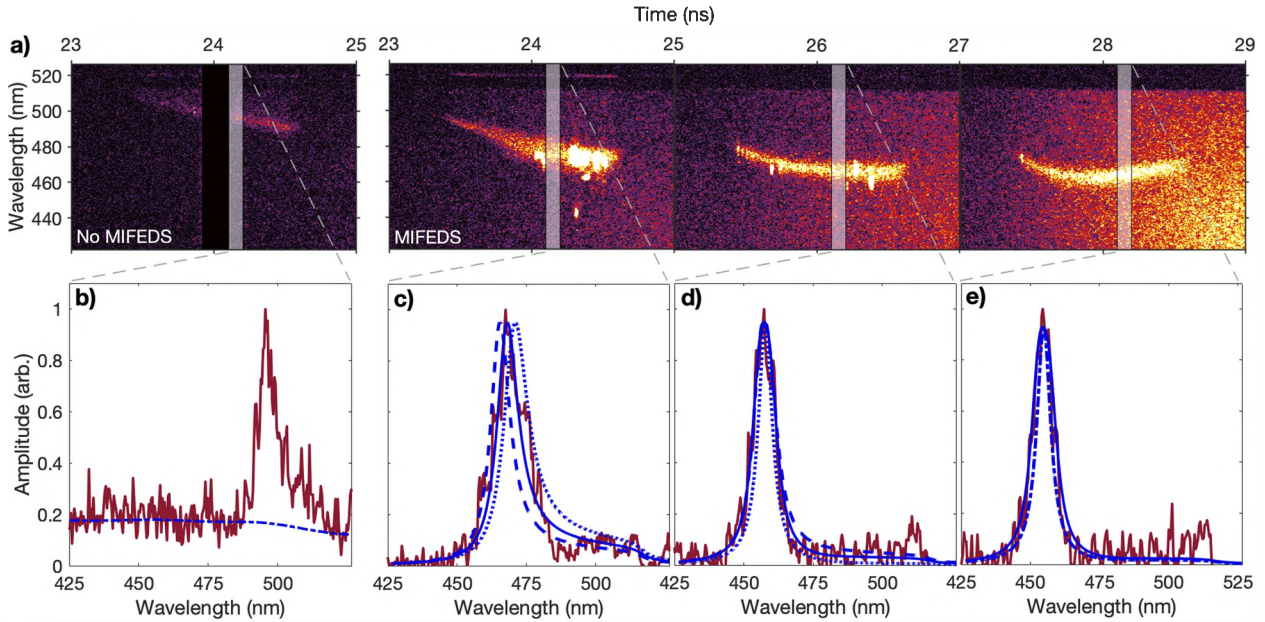 Time (ns)
a)
23 24 25 23 24 25 26 27 28 29
Wavelength (nm)
520
500
480
460
440
No MIFEDS
MIFEDS
b)
c)
d)
e)
Amplitude (arb.)
1
0.8
0.6
0.4
0.2
0
425 450 475 500 425 450 475 500 425 450 475 500 425 450 475 500 525
Wavelength (nm) Wavelength (nm) Wavelength (nm) Wavelength (nm)